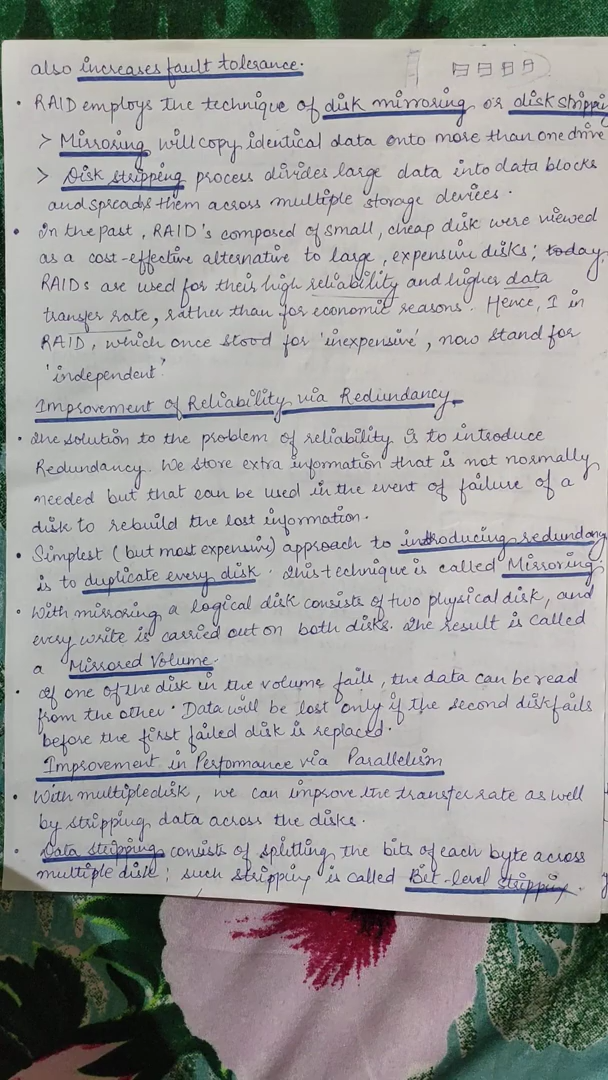 also increases fault tolerance.
• RAID employs the technique of disk mirroring or disk strippin
> Mirroring will copy identical data onto more than one drive
> Disk stripping process divides large data into data blocks
and spreads them across multiple storage devices.
• In the past, RAID's composed of small, cheap disk were viewed
as a cost-effective alternative to large, expensive disks; today,
RAIDs are used for their high reliability and higher data
transfer rate, rather than for economic reasons. Hence, I in
RAID, which once stood for 'inexpensive', now stand for
'independent'.
Improvement of Reliability via Redundancy.
• The solution to the problem of reliability is to introduce
Redundancy. We store extra information that is not normally
needed but that can be used in the event of failure of a
disk to rebuild the lost information.
• Simplest (but most expensive) approach to introducing redundancy
is to duplicate every disk. This technique is called Mirroring
• With mirroring a logical disk consists of two physical disk, and
every write is carried out on both disks. The result is called
a Mirrored Volume.
• If one of the disk in the volume fails, the data can be read
from the other. Data will be lost only if the second disk fails
before the first failed disk is replaced.
Improvement in Performance via Parallelism
• With multiple disk, we can improve the transfer rate as well
by stripping data across the disks.
• Data stripping consists of splitting the bits of each byte across
multiple disk; such stripping is called Bit-level stripping.